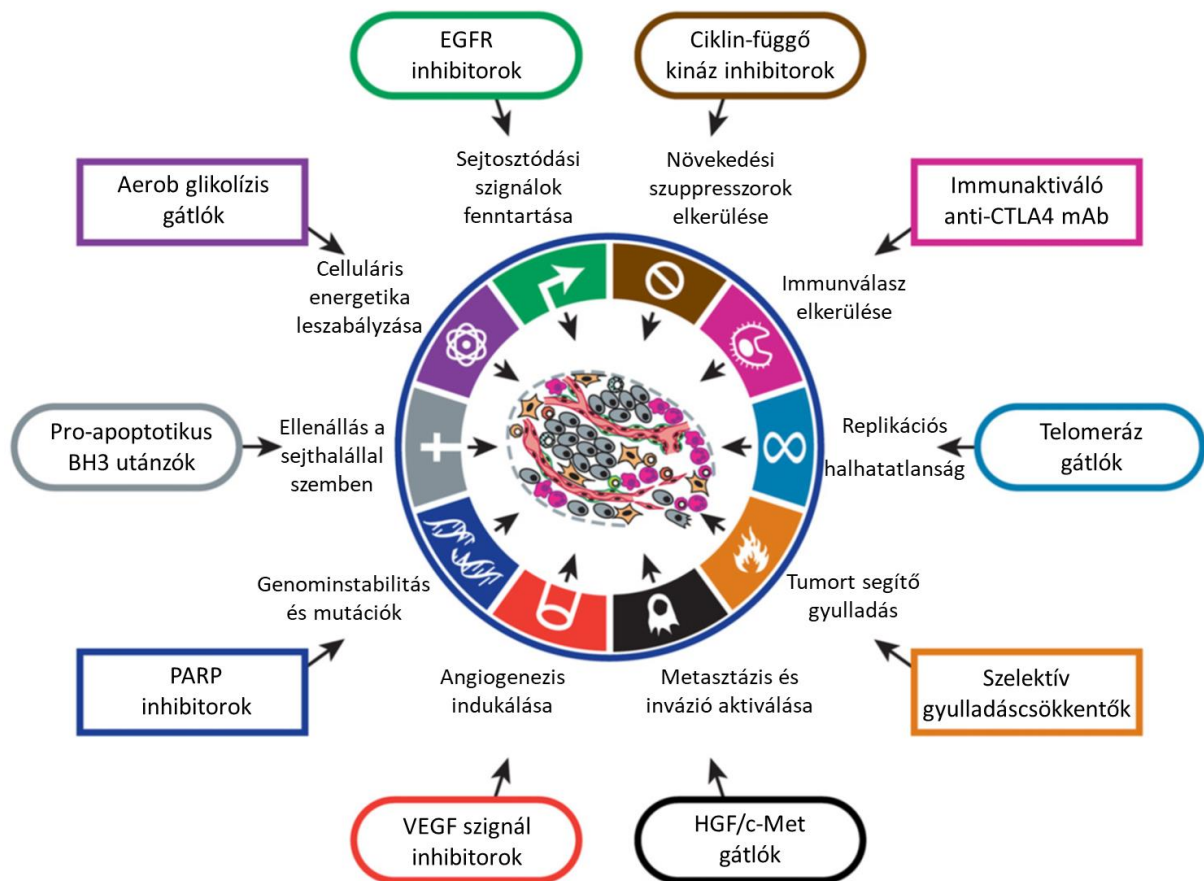 EGFR
inhibitorok
Ciklin-függő
kináz inhibitorok
Sejtosztódási
szignálok
fenntartása
Növekedési
szuppresszorok
elkerülése
Aerob glikolízis
gátlók
Immunaktiváló
anti-CTLA4 mAb
Celluláris
energetika
leszabályzása
Immunválasz
elkerülése
Pro-apoptotikus
BH3 utánzók
Ellenállás a
sejthalállal
szemben
Replikációs
halhatatlanság
Telomeráz
gátlók
Genominstabilitás
és mutációk
Tumort segítő
gyulladás
PARP
inhibitorok
Angiogenezis
indukálása
Metasztázis és
invázió aktiválása
Szelektív
gyulladáscsökkentők
VEGF szignál
inhibitorok
HGF/c-Met
gátlók